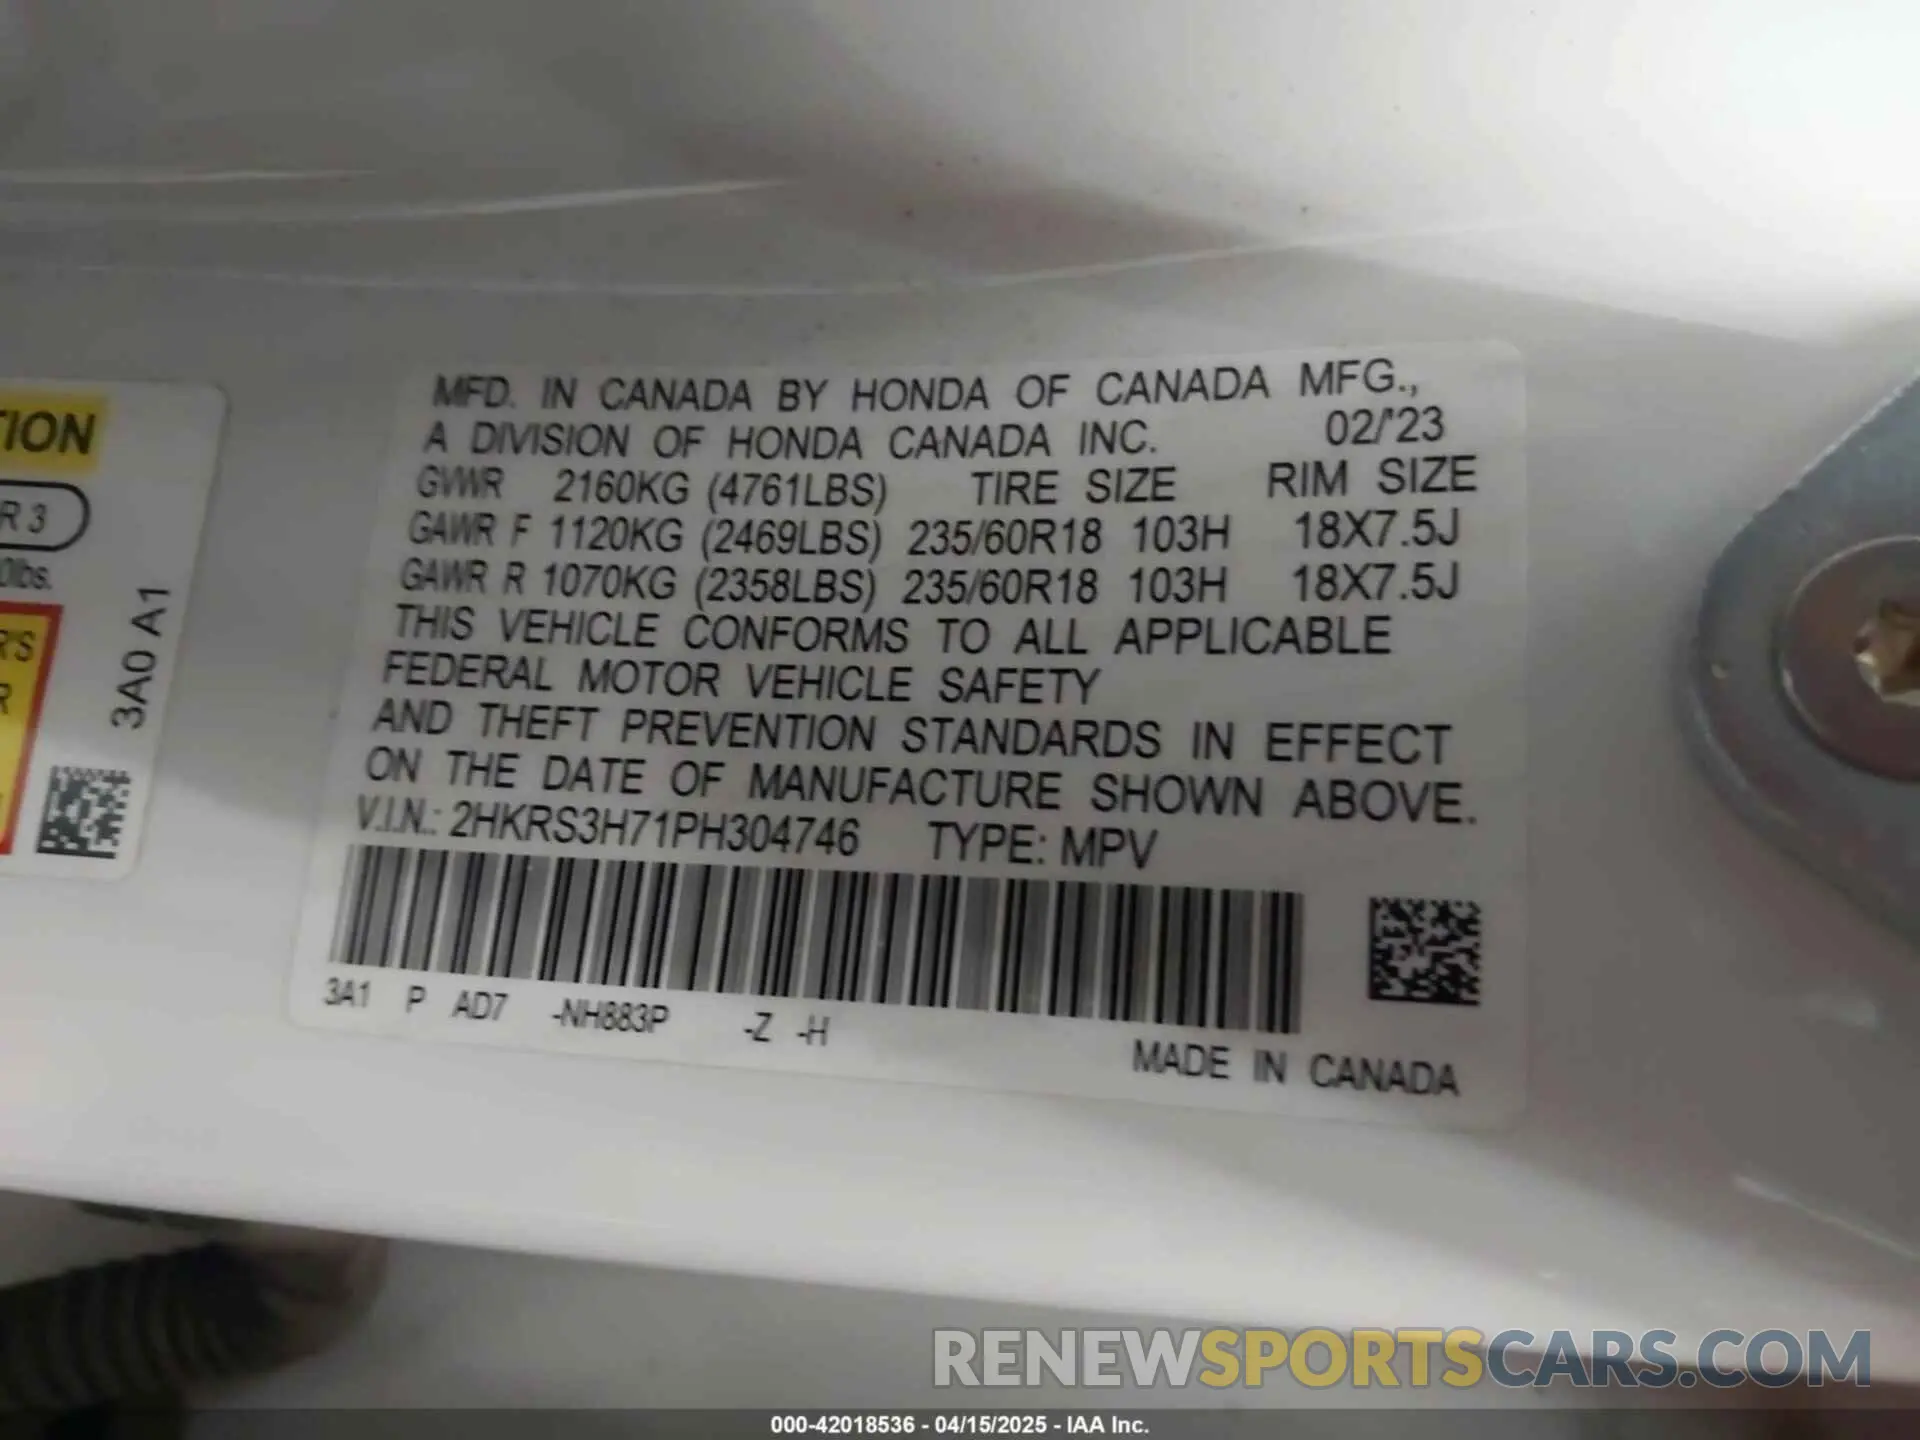 MFD. IN CANADA BY HONDA OF CANADA MFG.,
A DIVISION OF HONDA CANADA INC. 02/'23
GVWR 2160KG (4761LBS) TIRE SIZE RIM SIZE
GAWR F 1120KG (2469LBS) 235/60R18 103H 18X7.5J
GAWR R 1070KG (2358LBS) 235/60R18 103H 18X7.5J
THIS VEHICLE CONFORMS TO ALL APPLICABLE
FEDERAL MOTOR VEHICLE SAFETY
AND THEFT PREVENTION STANDARDS IN EFFECT
ON THE DATE OF MANUFACTURE SHOWN ABOVE.
V.I.N.: 2HKRS3H71PH304746 TYPE: MPV
3A1 P AD7 -NH883P -Z -H
MADE IN CANADA
TION
R 3
0lbs.
R'S
R
3A0 A1
RENEWSPORTSCARS.COM
000-42018536 - 04/15/2025 - IAA Inc.